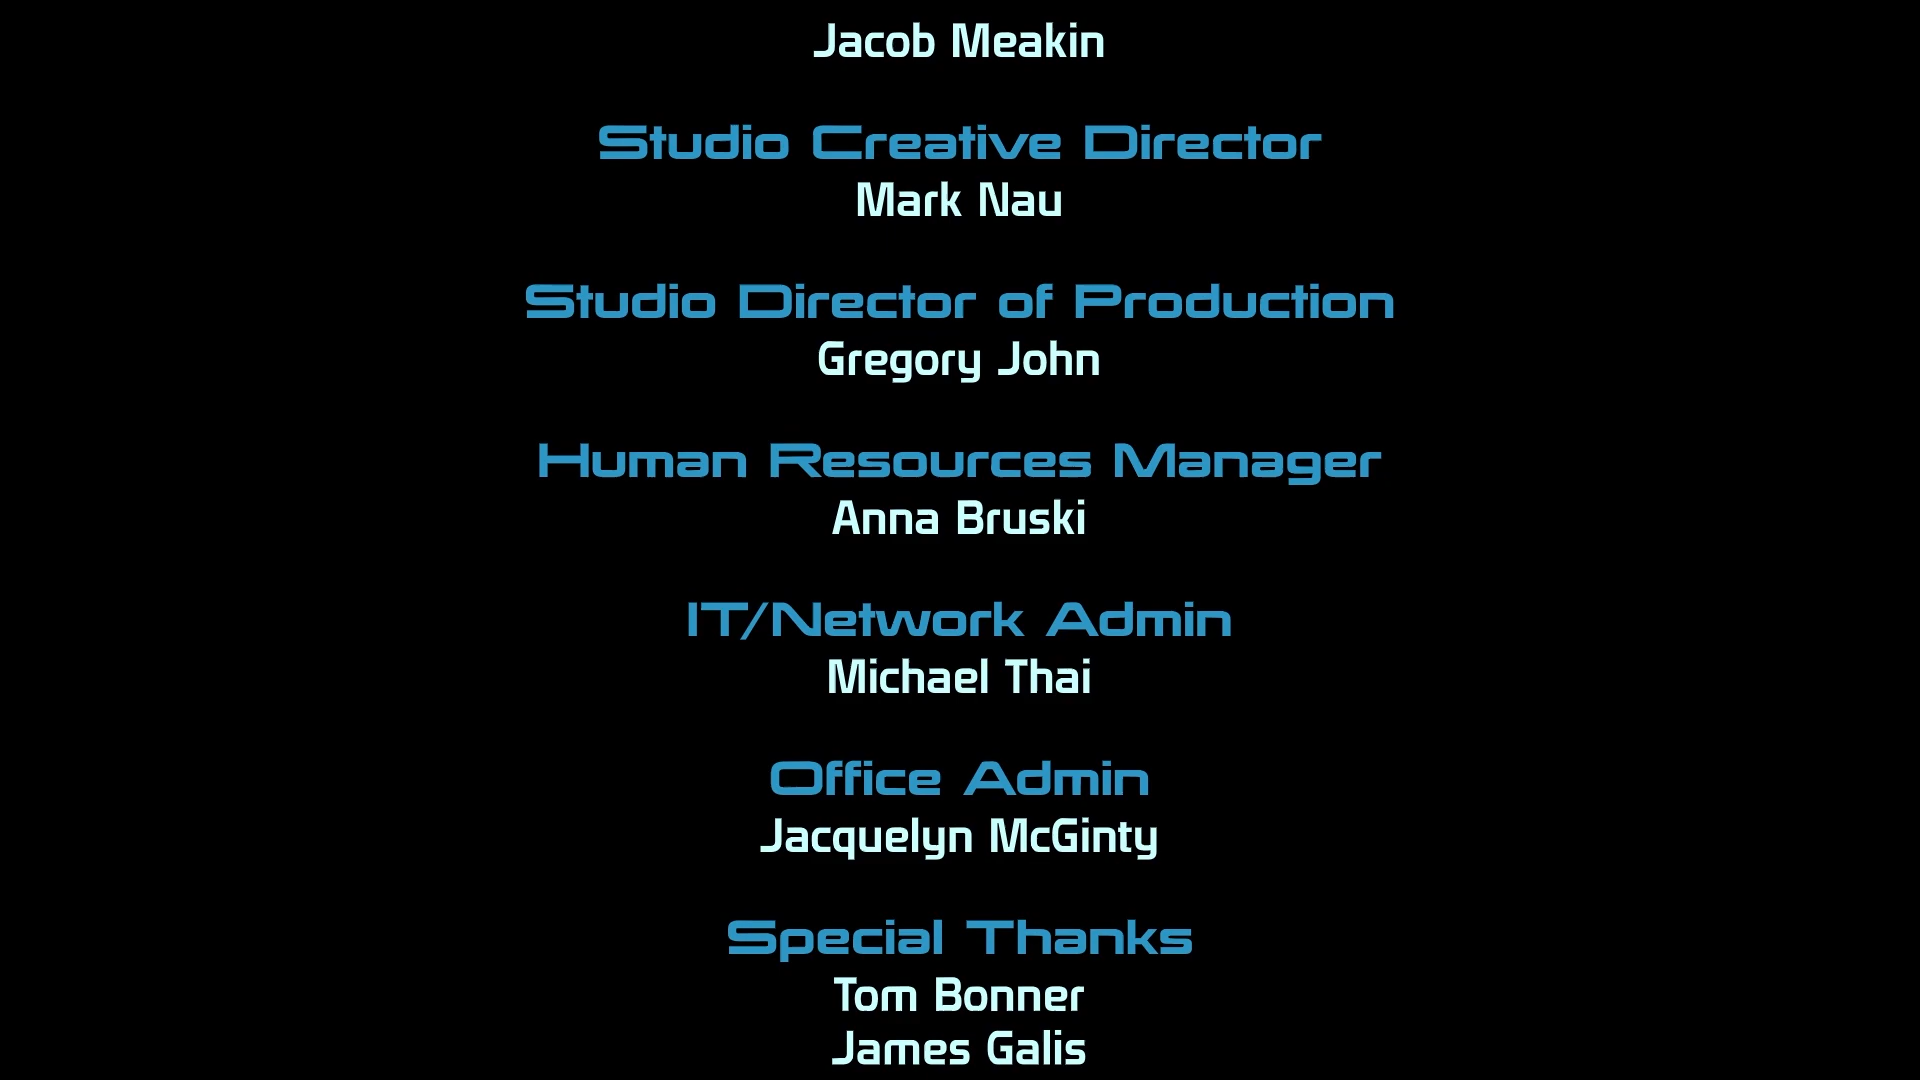 Jacob Meakin
Studio Creative Director
Mark Nau
Studio Director of Production
Gregory John
Human Resources Manager
Anna Bruski
IT/Network Admin
Michael Thai
Office Admin
Jacquelyn McGinty
Special Thanks
Tom Bonner
James Galis